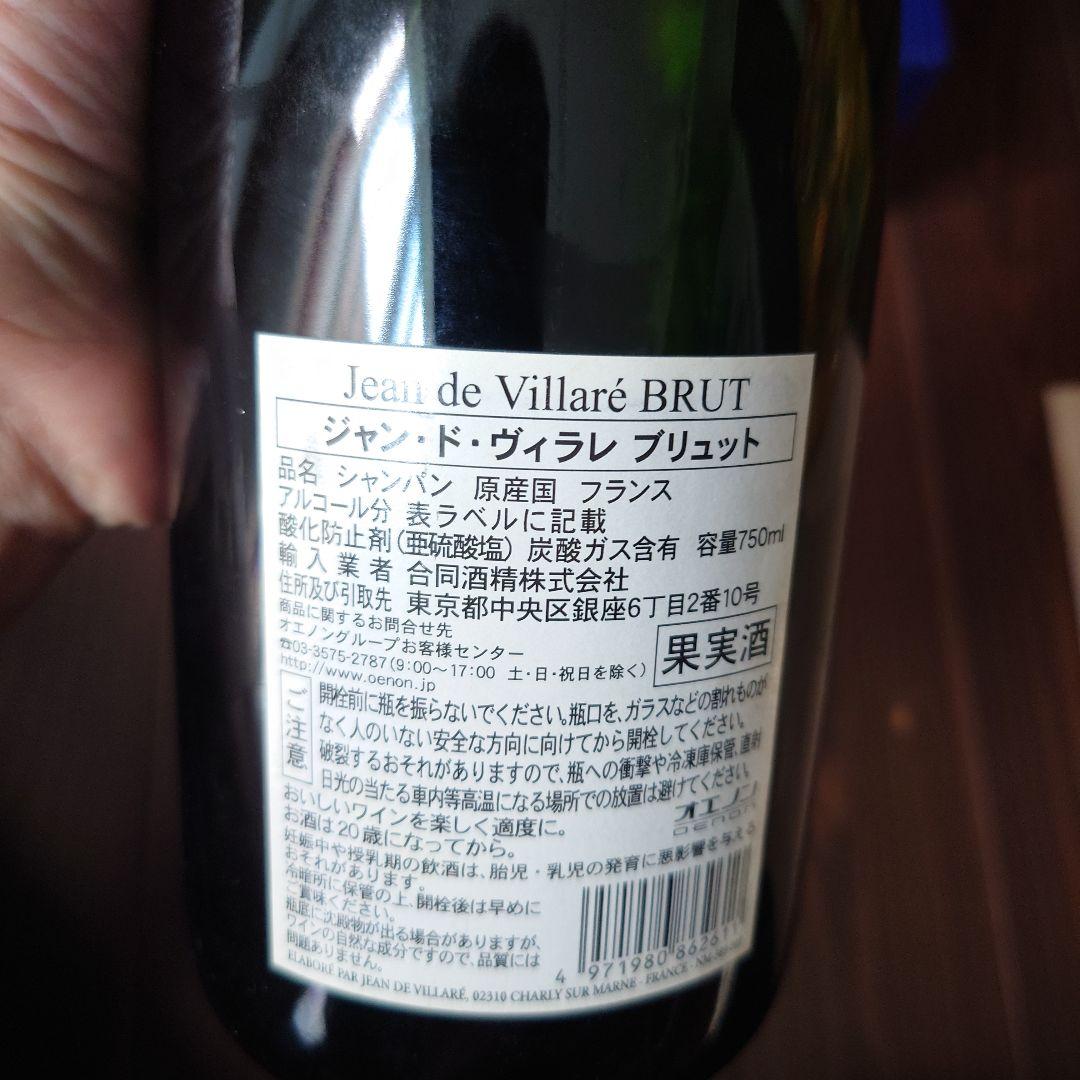 Jean de Villaré BRUT
ジャン・ド・ヴィラレ ブリュット
品名 シャンパン 原産国 フランス
アルコール分 表ラベルに記載
酸化防止剤(亜硫酸塩) 炭酸ガス含有 容量750ml
輸入業者 合同酒精株式会社
住所及び引取先 東京都中央区銀座6丁目2番10号
商品に関するお問合せ先
オエノングループお客様センター
☎03-3575-2787(9:00～17:00 土・日・祝日を除く)
http://www.oenon.jp
果実酒
ご注意
開栓前に瓶を振らないでください。瓶口を、ガラスなどの割れものが
なく人のいない安全な方向に向けてから開栓してください。
破裂するおそれがありますので、瓶への衝撃や冷凍庫保管、直射
日光の当たる車内等高温になる場所での放置は避けてください。
おいしいワインを楽しく適度に。
お酒は20歳になってから。
オエノン
OENON
妊娠中や授乳期の飲酒は、胎児・乳児の発育に悪影響を与える
おそれがあります。
冷暗所に保管の上、開栓後は早めに
ご賞味ください。
瓶底に沈殿物が出る場合がありますが、
ワインの自然な成分ですので、品質には
問題ありません。
4 971980 862611
ELABORÉ PAR JEAN DE VILLARÉ, 02310 CHARLY SUR MARNE - FRANCE